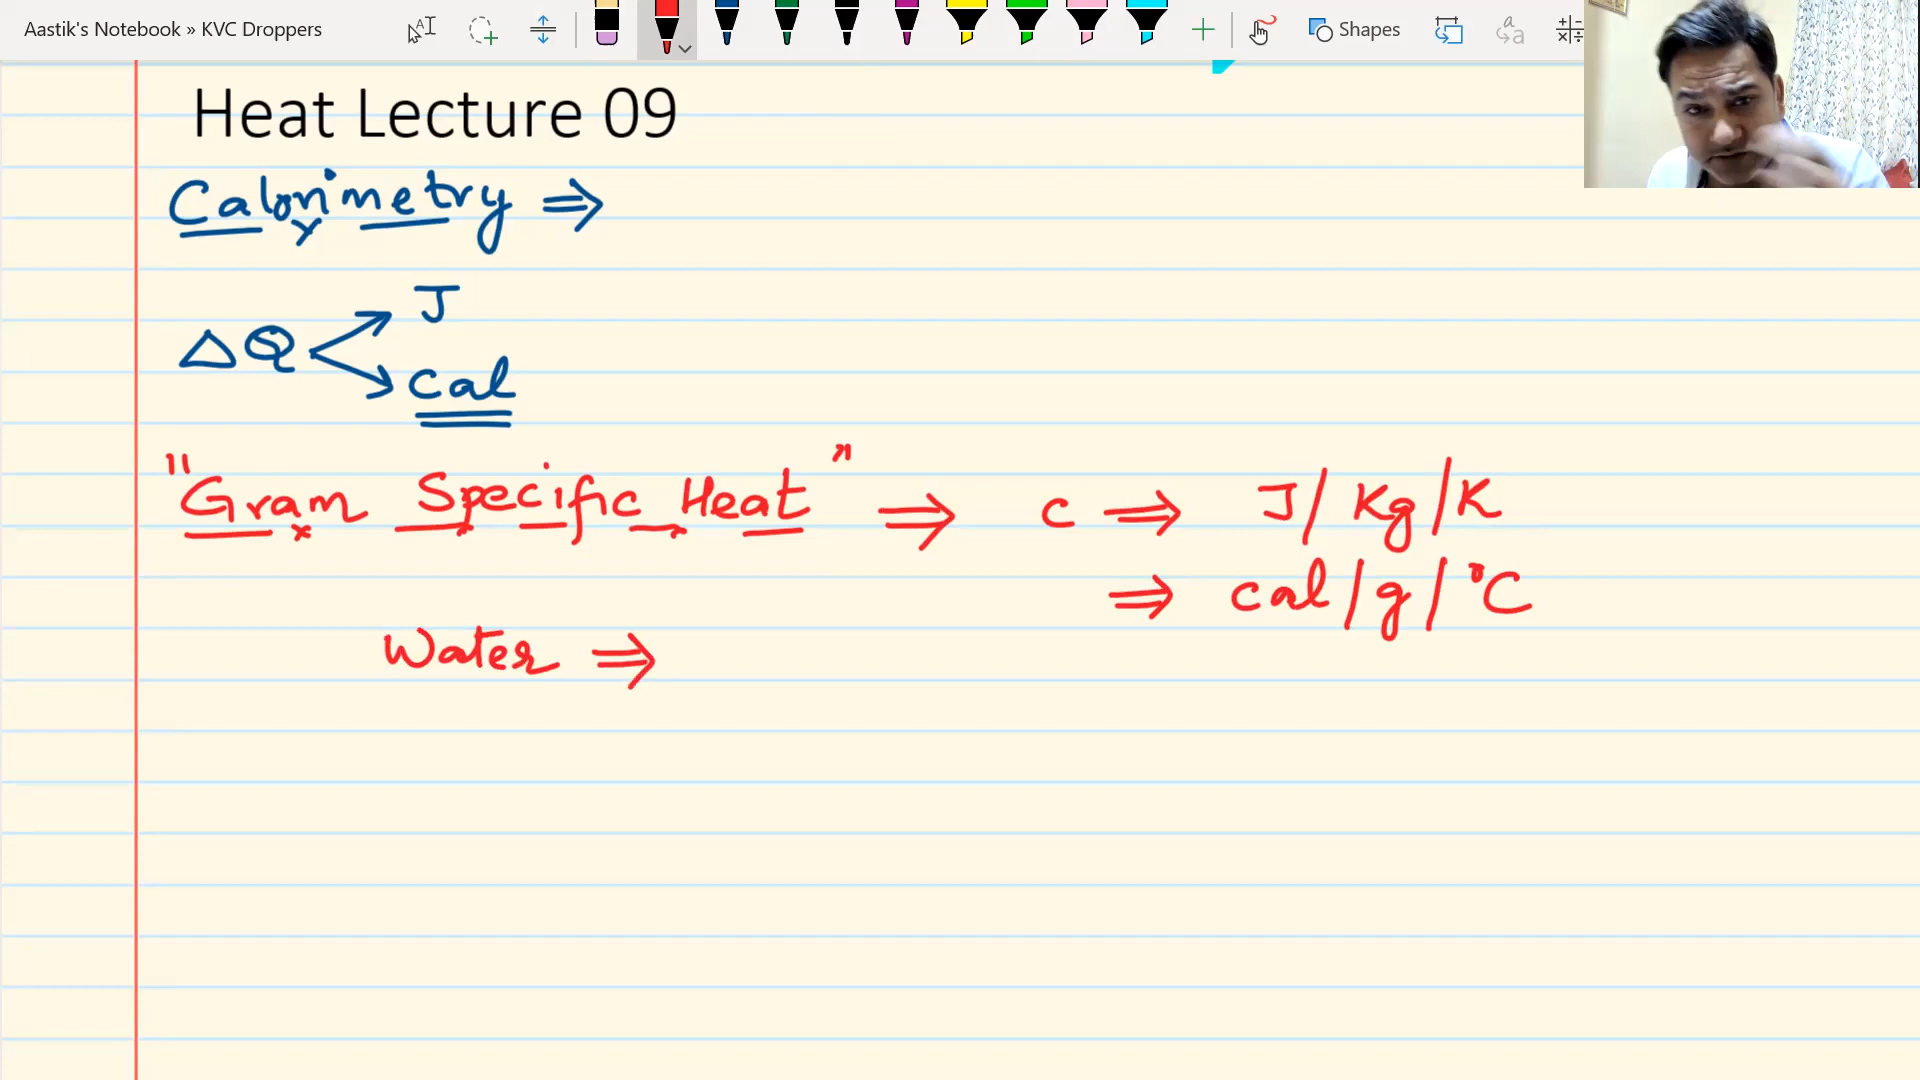 Aastik's Notebook » KVC Droppers
Shapes
Heat Lecture 09
Calorimetry ⇒
ΔQ
J
Cal
"Gram Specific Heat" ⇒ c ⇒ J/Kg/K
⇒ cal/g/°C
Water ⇒